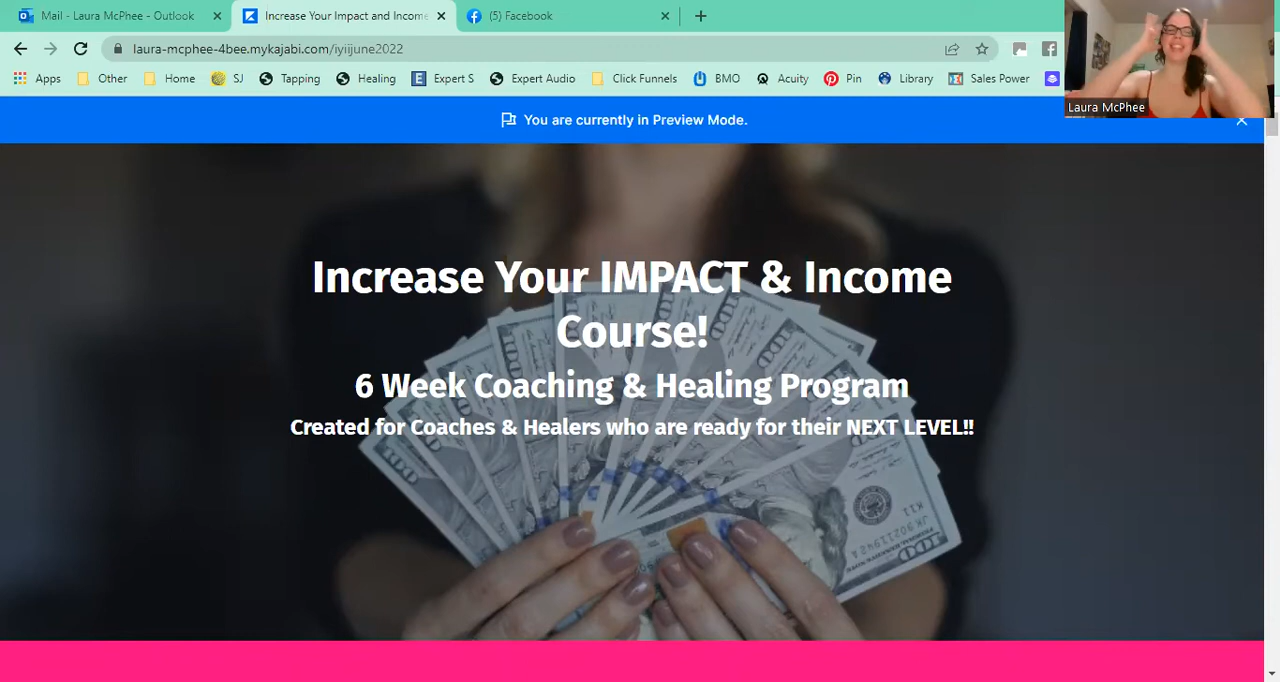 Mail - Laura McPhee - Outlook
Increase Your Impact and Income
(5) Facebook
laura-mcphee-4bee.mykajabi.com/iyiijune2022
Apps Other Home SJ Tapping Healing Expert S Expert Audio Click Funnels BMO Acuity Pin Library Sales Power
Laura McPhee
You are currently in Preview Mode.
Increase Your IMPACT & Income
Course!
6 Week Coaching & Healing Program
Created for Coaches & Healers who are ready for their NEXT LEVEL!!
100
100